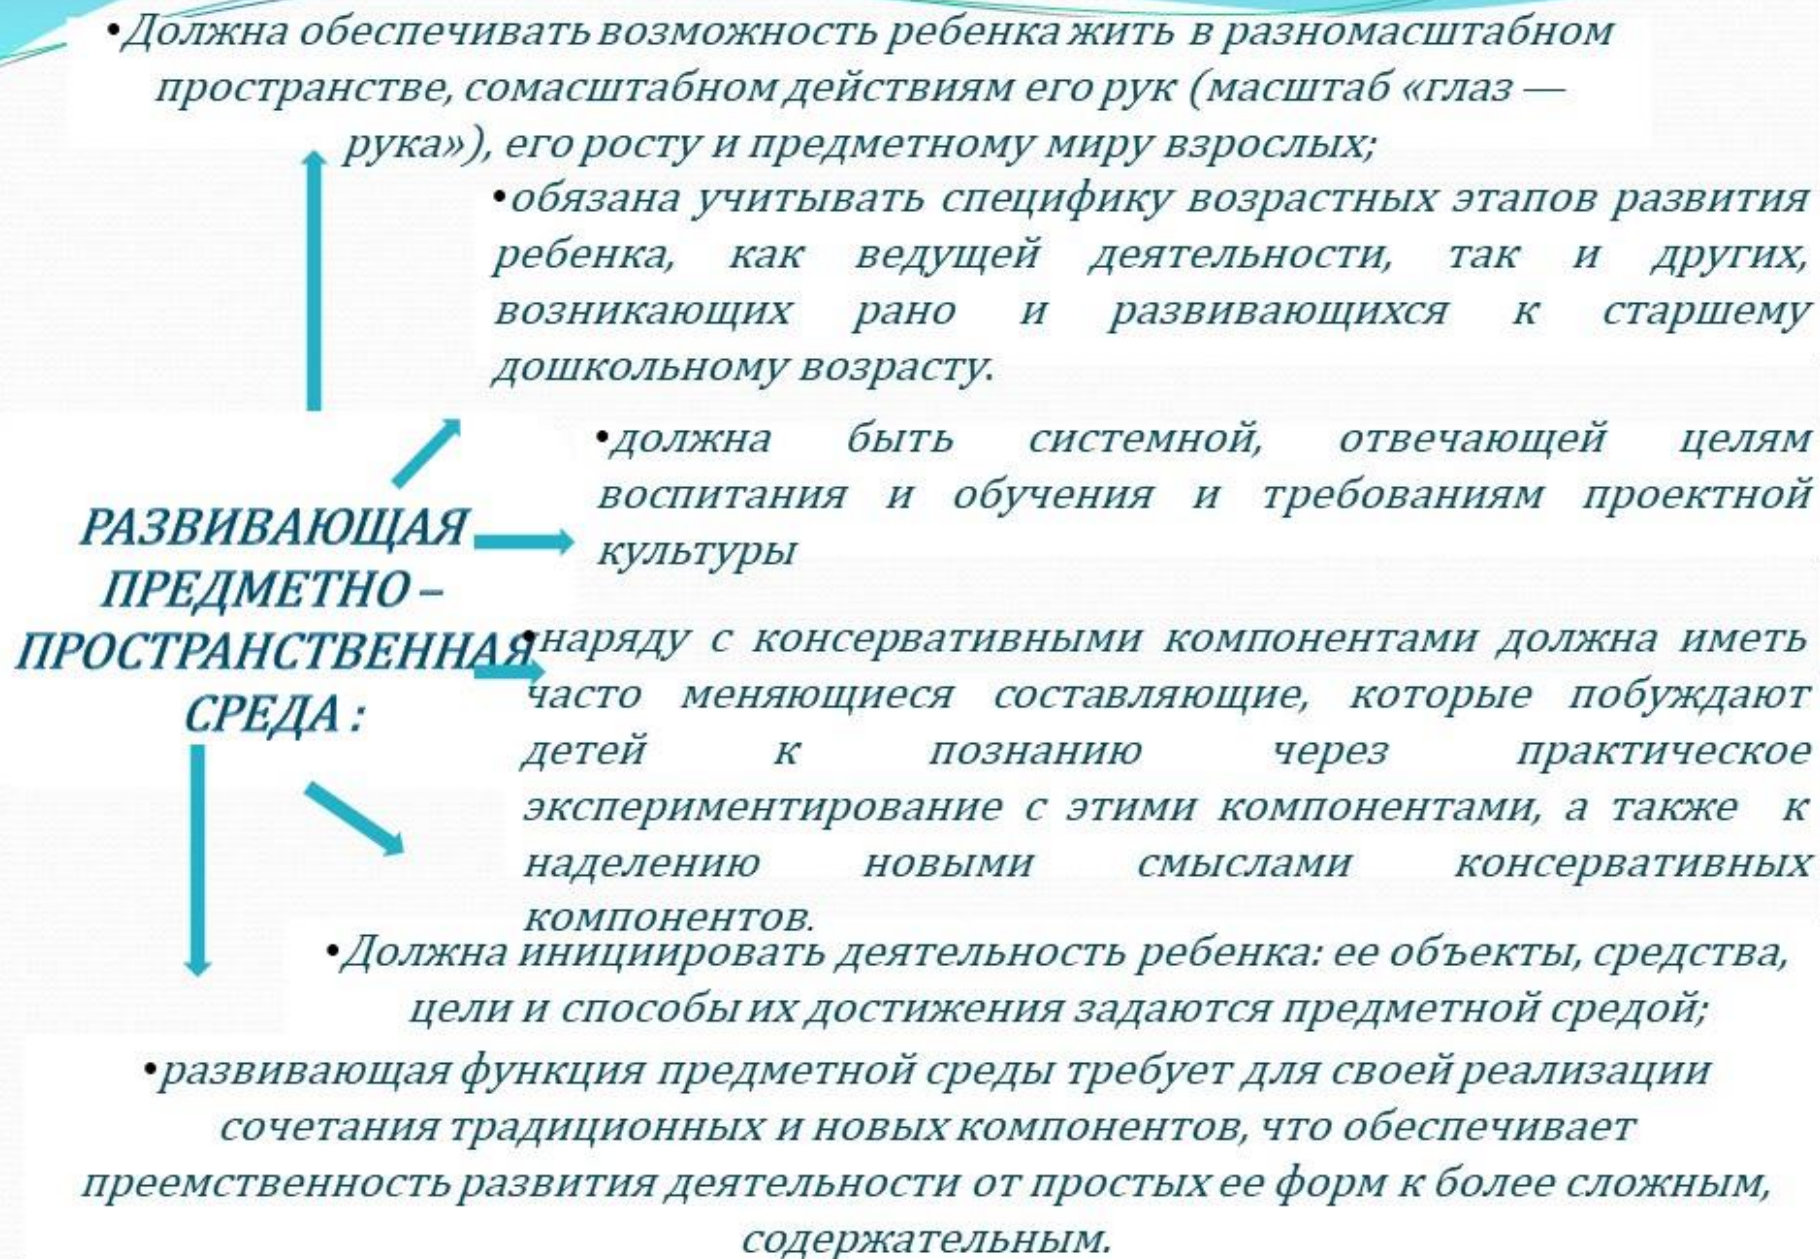 •Должна обеспечивать возможность ребенка жить в разномасштабном
пространстве, сомасштабном действиям его рук (масштаб «глаз —
рука»), его росту и предметному миру взрослых;
•обязана учитывать специфику возрастных этапов развития
ребенка, как ведущей деятельности, так и других,
возникающих рано и развивающихся к старшему
дошкольному возрасту.
•должна быть системной, отвечающей целям
воспитания и обучения и требованиям проектной
культуры
РАЗВИВАЮЩАЯ
ПРЕДМЕТНО –
ПРОСТРАНСТВЕННАЯ
СРЕДА :
•наряду с консервативными компонентами должна иметь
часто меняющиеся составляющие, которые побуждают
детей к познанию через практическое
экспериментирование с этими компонентами, а также к
наделению новыми смыслами консервативных
компонентов.
•Должна инициировать деятельность ребенка: ее объекты, средства,
цели и способы их достижения задаются предметной средой;
•развивающая функция предметной среды требует для своей реализации
сочетания традиционных и новых компонентов, что обеспечивает
преемственность развития деятельности от простых ее форм к более сложным,
содержательным.